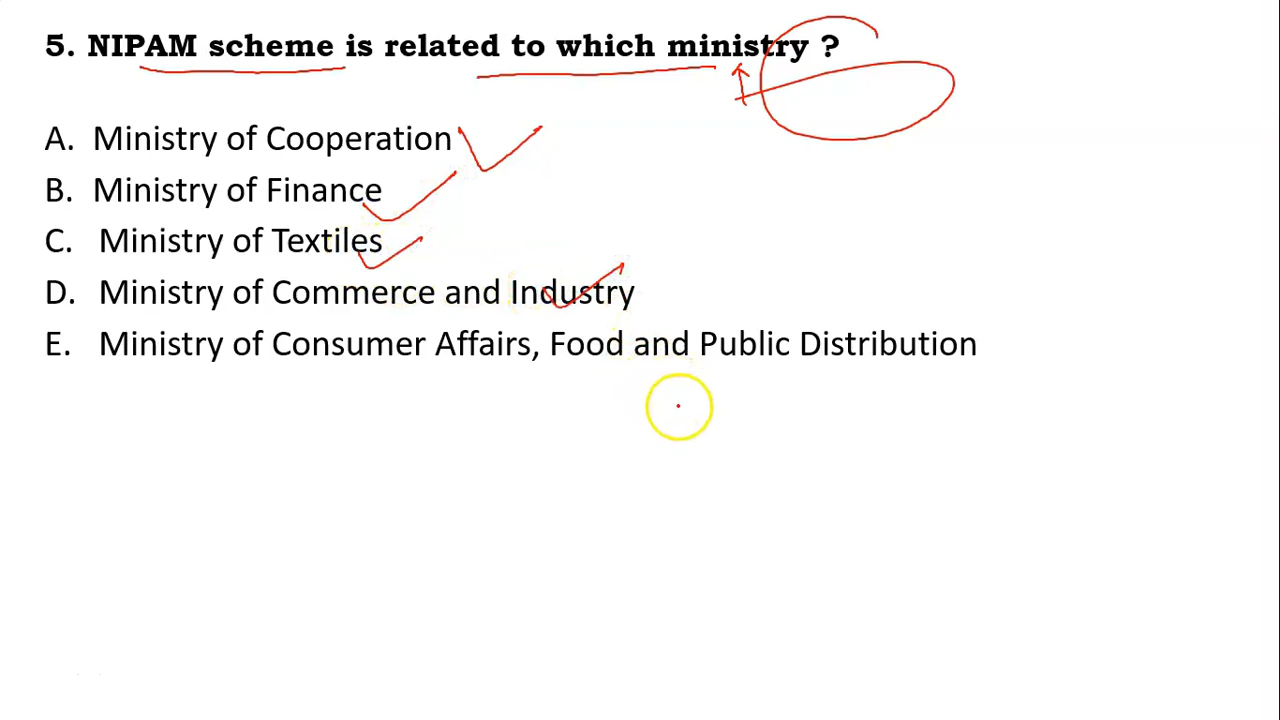 5. NIPAM scheme is related to which ministry ?
A. Ministry of Cooperation
B. Ministry of Finance
C. Ministry of Textiles
D. Ministry of Commerce and Industry
E. Ministry of Consumer Affairs, Food and Public Distribution